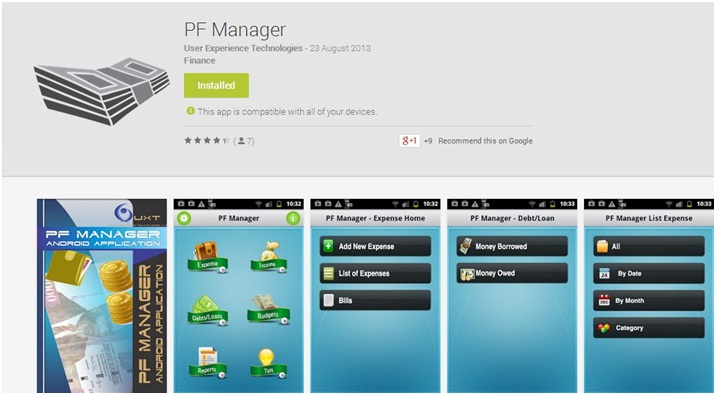 PF Manager
User Experience Technologies - 23 August 2013
Finance
Installed
This app is compatible with all of your devices.
( 7)
g+1 +9 Recommend this on Google
UXT
PF MANAGER
ANDROID APPLICATION
PF MANAGER
ANDROID APPLICATION
10:32
PF Manager
Expense
Income
Debts/Loans
Budgets
Reports
Tax
10:32
PF Manager - Expense Home
Add New Expense
List of Expenses
Bills
10:33
PF Manager - Debt/Loan
Money Borrowed
Money Owed
10:33
PF Manager List Expense
All
By Date
By Month
Category